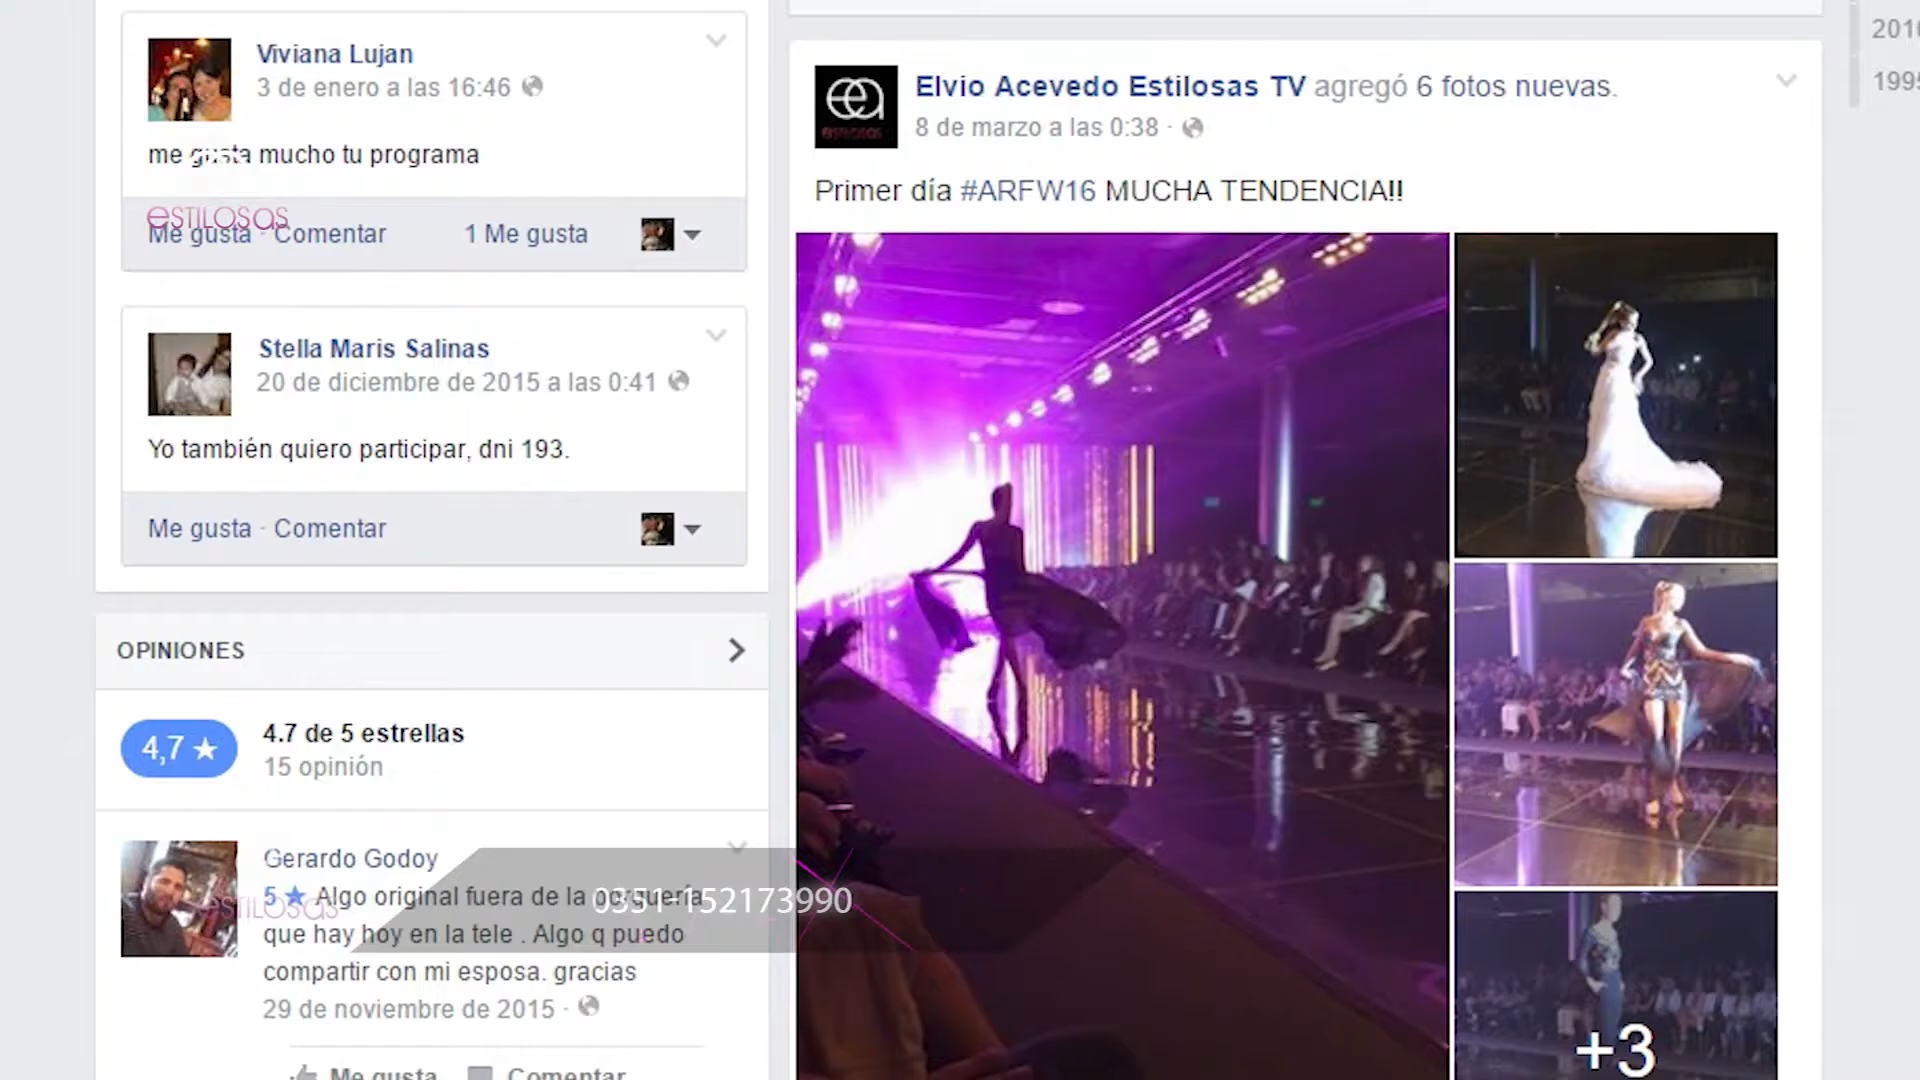 Viviana Lujan
3 de enero a las 16:46
me gusta mucho tu programa
eSTILOSas
Me gusta · Comentar 1 Me gusta
Stella Maris Salinas
20 de diciembre de 2015 a las 0:41
Yo también quiero participar, dni 193.
Me gusta · Comentar
OPINIONES
4,7 ★ 4.7 de 5 estrellas
15 opinión
Gerardo Godoy
5 ★ Algo original fuera de la porquería
que hay hoy en la tele . Algo q puedo
compartir con mi esposa. gracias
29 de noviembre de 2015 ·
Me gusta Comentar
eSTILOSas
0351-152173990
Elvio Acevedo Estilosas TV agregó 6 fotos nuevas.
8 de marzo a las 0:38 ·
eea
estilosas
Primer día #ARFW16 MUCHA TENDENCIA!!
+3
1995